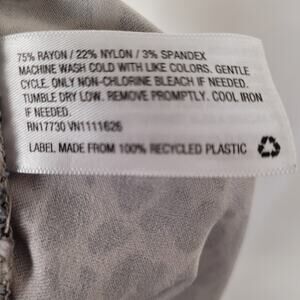 75% RAYON / 22% NYLON / 3% SPANDEX
MACHINE WASH COLD WITH LIKE COLORS. GENTLE
CYCLE. ONLY NON-CHLORINE BLEACH IF NEEDED.
TUMBLE DRY LOW. REMOVE PROMPTLY. COOL IRON
IF NEEDED.
RN17730 VN1111626
LABEL MADE FROM 100% RECYCLED PLASTIC